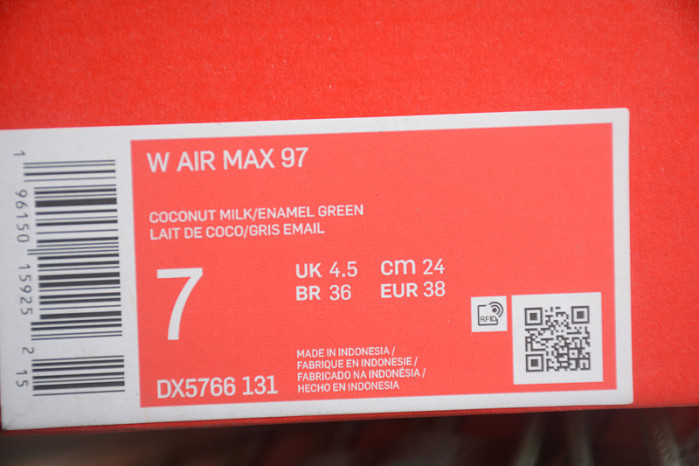 W AIR MAX 97
COCONUT MILK/ENAMEL GREEN
LAIT DE COCO/GRIS EMAIL
7
UK 4.5 cm 24
BR 36 EUR 38
RFID
MADE IN INDONESIA /
FABRIQUE EN INDONESIE /
FABRICADO NA INDONÉSIA /
HECHO EN INDONESIA
DX5766 131
1 96150 15925 2 15